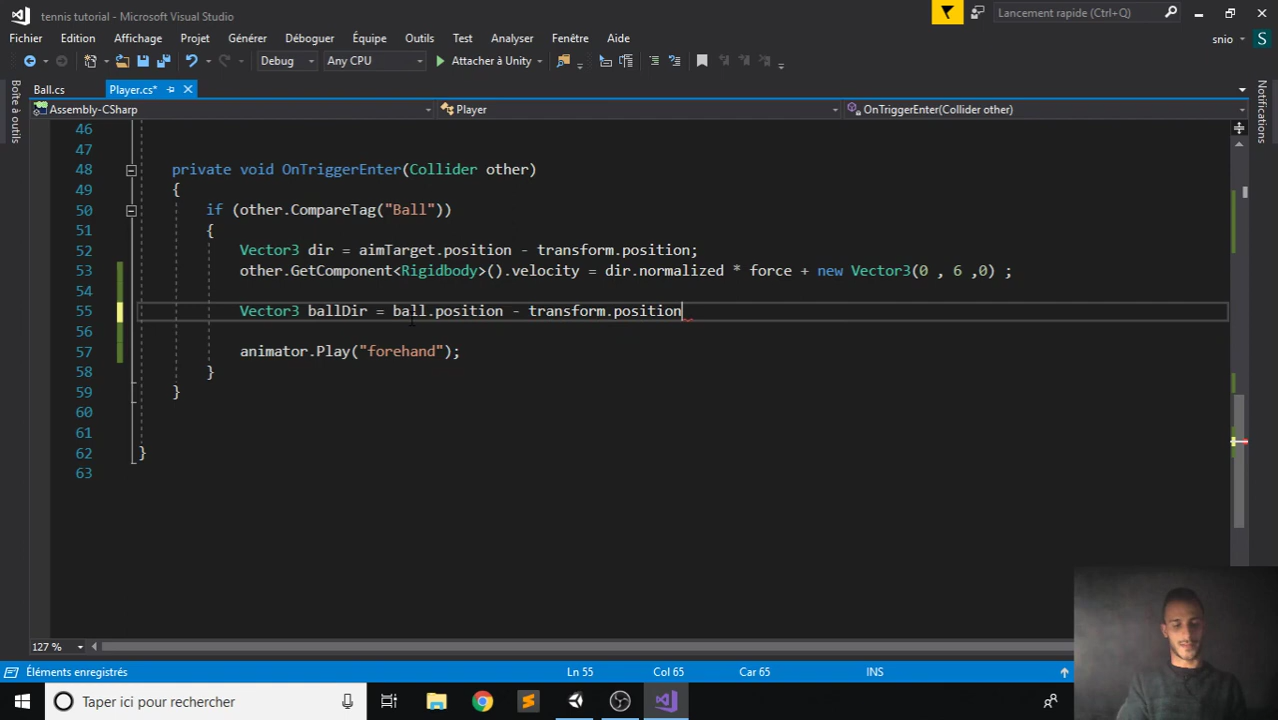 tennis tutorial - Microsoft Visual Studio
Lancement rapide (Ctrl+Q)
Fichier Edition Affichage Projet Générer Déboguer Équipe Outils Test Analyser Fenêtre Aide
snio
S
Debug Any CPU Attacher à Unity
Boîte à outils
Notifications
Ball.cs Player.cs*
Assembly-CSharp Player OnTriggerEnter(Collider other)
46
47
48 private void OnTriggerEnter(Collider other)
49 {
50 if (other.CompareTag("Ball"))
51 {
52 Vector3 dir = aimTarget.position - transform.position;
53 other.GetComponent<Rigidbody>().velocity = dir.normalized * force + new Vector3(0 , 6 ,0) ;
54
55 Vector3 ballDir = ball.position - transform.position
56
57 animator.Play("forehand");
58 }
59 }
60
61
62 }
63
127 %
Éléments enregistrés Ln 55 Col 65 Car 65 INS
Taper ici pour rechercher